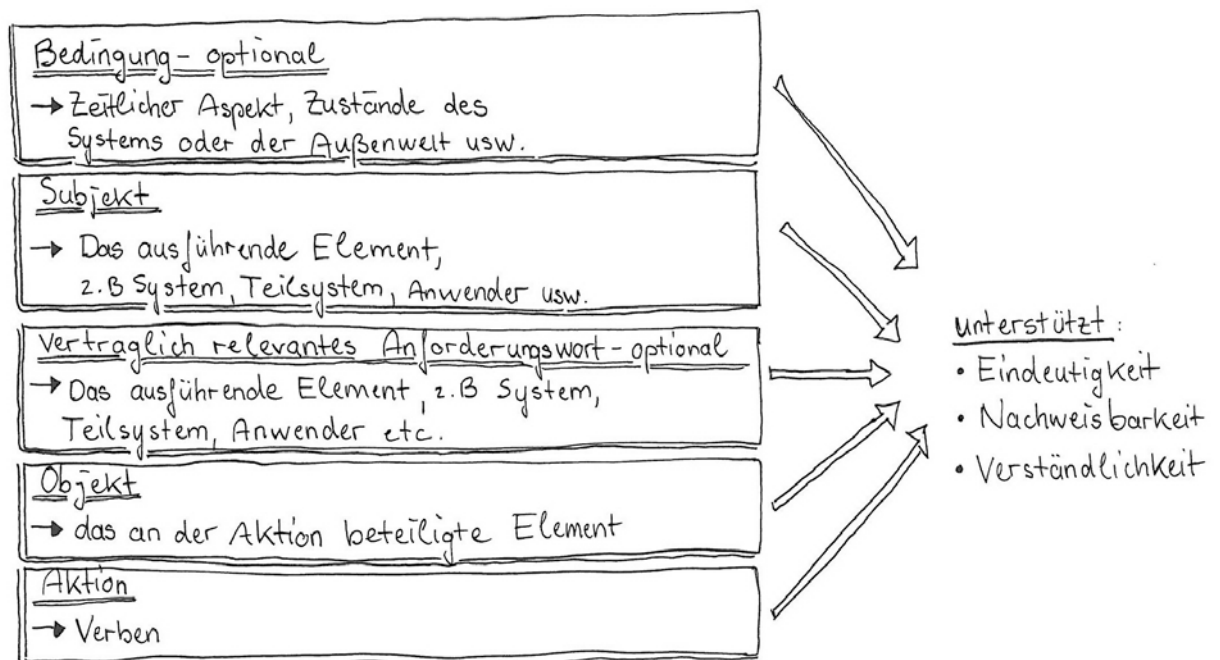 Bedingung - optional
→ Zeitlicher Aspekt, Zustände des
Systems oder der Außenwelt usw.
Subjekt
→ Das ausführende Element,
z.B System, Teilsystem, Anwender usw.
Vertraglich relevantes Anforderungswort - optional
→ Das ausführende Element, z.B System,
Teilsystem, Anwender etc.
Objekt
→ das an der Aktion beteiligte Element
Aktion
→ Verben
unterstützt:
• Eindeutigkeit
• Nachweisbarkeit
• Verständlichkeit